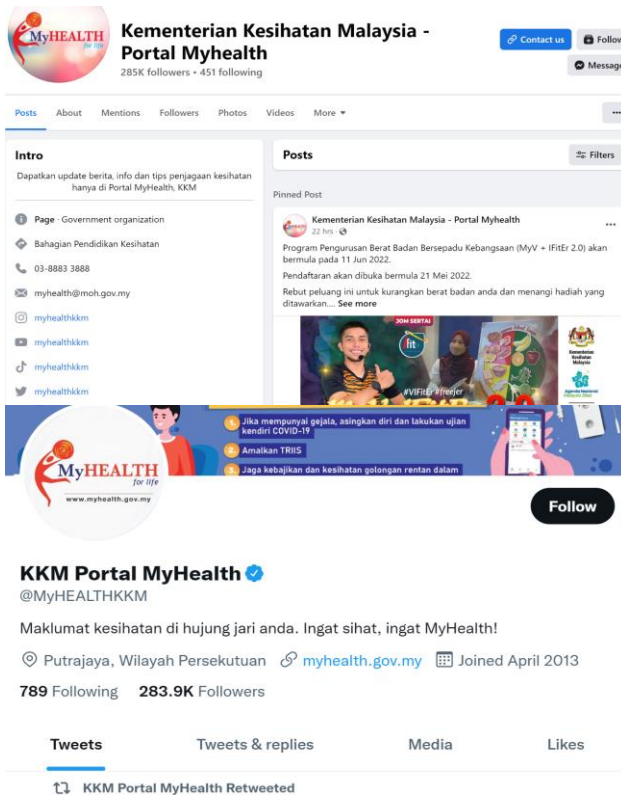 MyHEALTH
for life
Kementerian Kesihatan Malaysia -
Portal Myhealth
285K followers • 451 following
Contact us
Follow
Message
Posts About Mentions Followers Photos Videos More
Intro
Dapatkan update berita, info dan tips penjagaan kesihatan
hanya di Portal MyHealth, KKM
Page · Government organization
Bahagian Pendidikan Kesihatan
03-8883 3888
myhealth@moh.gov.my
myhealthkkm
myhealthkkm
myhealthkkm
myhealthkkm
Posts
Filters
Pinned Post
Kementerian Kesihatan Malaysia - Portal Myhealth
22 hrs ·
Program Pengurusan Berat Badan Bersepadu Kebangsaan (MyV + IFitEr 2.0) akan
bermula pada 11 Jun 2022.
Pendaftaran akan dibuka bermula 21 Mei 2022.
Rebut peluang ini untuk kurangkan berat badan anda dan menangi hadiah yang
ditawarkan.... See more
JOM SERTAI
fit
#VIFitEr #freejer
Kementerian
Kesihatan
Malaysia
1. Jika mempunyai gejala, asingkan diri dan lakukan ujian
kendiri COVID-19
2. Amalkan TRIIS
3. Jaga kebajikan dan kesihatan golongan rentan dalam
MyHEALTH
for life
www.myhealth.gov.my
Follow
KKM Portal MyHealth
@MyHEALTHKKM
Maklumat kesihatan di hujung jari anda. Ingat sihat, ingat MyHealth!
Putrajaya, Wilayah Persekutuan myhealth.gov.my Joined April 2013
789 Following 283.9K Followers
Tweets Tweets & replies Media Likes
KKM Portal MyHealth Retweeted